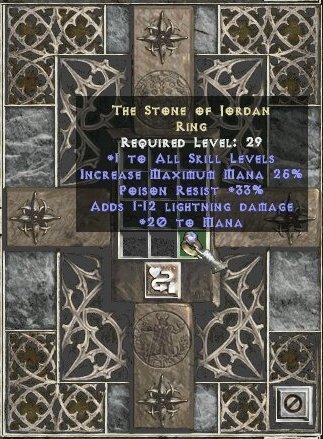 The Stone of Jordan
Ring
Required Level: 29
+1 to All Skill Levels
Increase Maximum Mana 25%
Poison Resist +33%
Adds 1-12 lightning damage
+20 to Mana